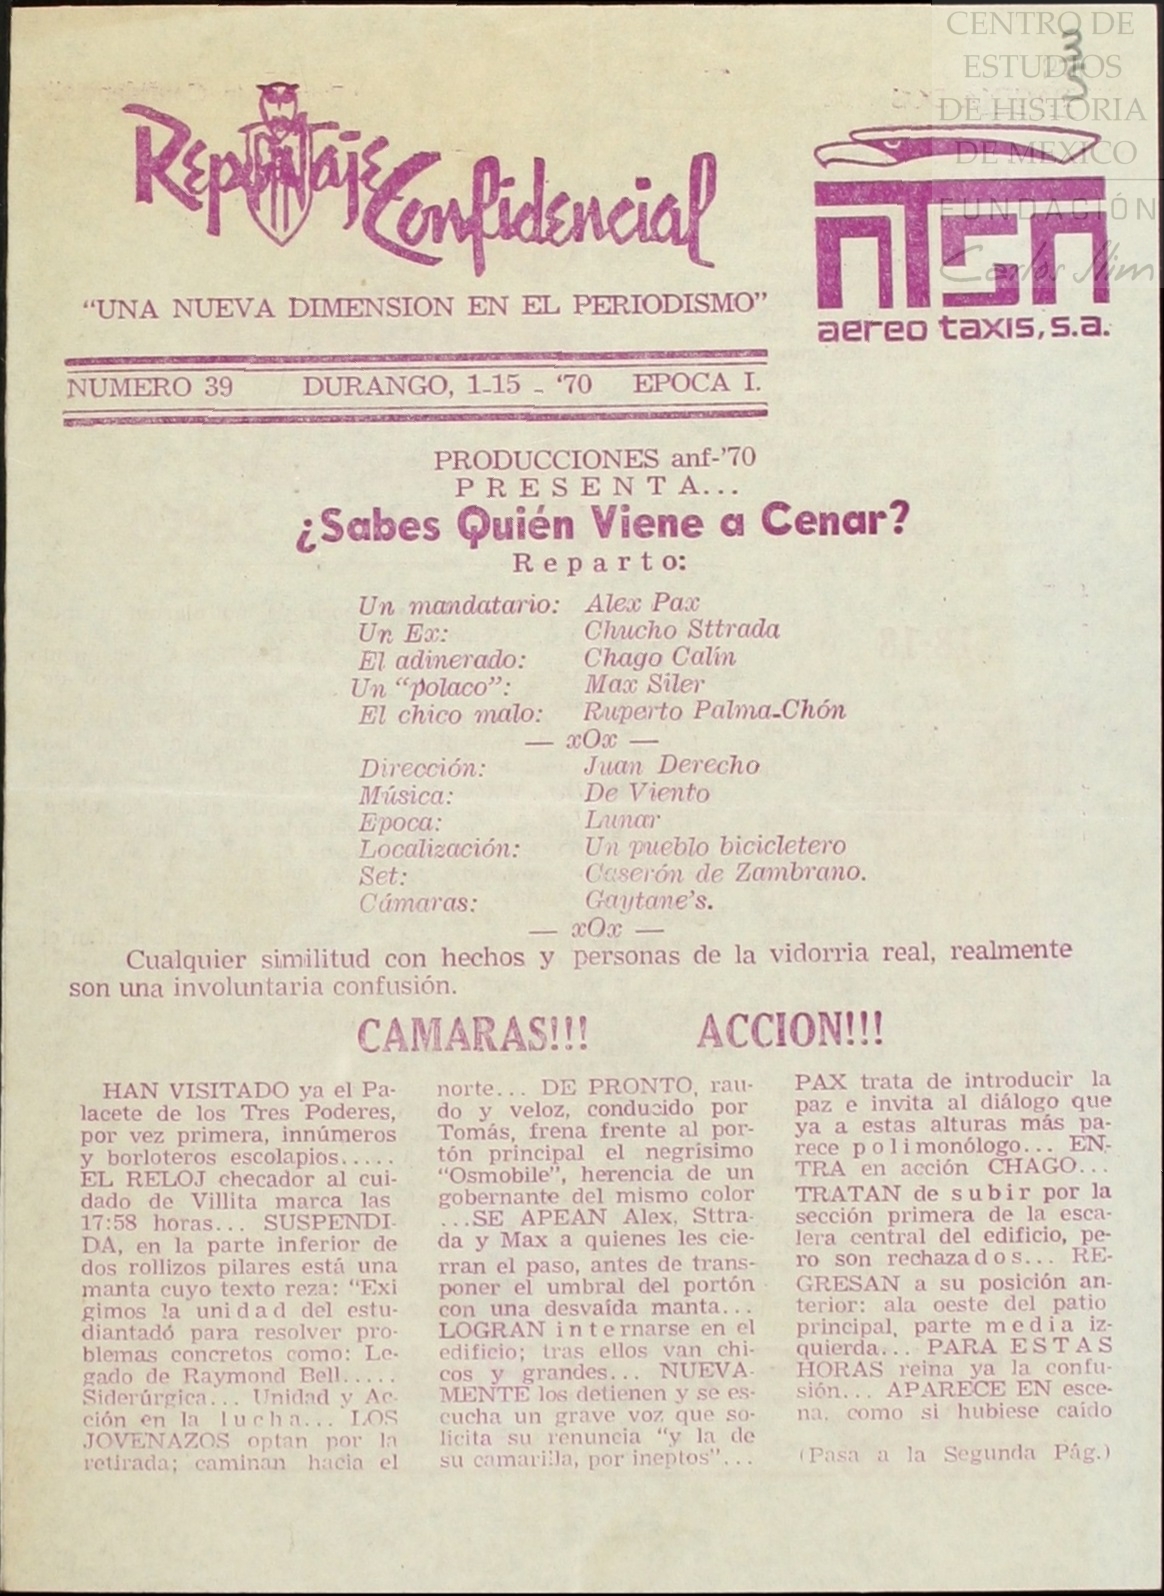 CENTRO DE
ESTUDIOS
DE HISTORIA
DE MEXICO
FUNDACIÓN
Carlos Slim
Reportaje Confidencial
ATSA
aereo taxis, s.a.
"UNA NUEVA DIMENSION EN EL PERIODISMO"
NUMERO 39 DURANGO, 1-15 - '70 EPOCA I.
PRODUCCIONES anf-'70
PRESENTA...
¿Sabes Quién Viene a Cenar?
Reparto:
Un mandatario: Alex Pax
Un Ex: Chucho Sttrada
El adinerado: Chago Calín
Un "polaco": Max Siler
El chico malo: Ruperto Palma-Chón
— xOx —
Dirección: Juan Derecho
Música: De Viento
Epoca: Lunar
Localización: Un pueblo bicicletero
Set: Caserón de Zambrano.
Cámaras: Gaytane's.
— xOx —
Cualquier similitud con hechos y personas de la vidorria real, realmente
son una involuntaria confusión.
CAMARAS!!! ACCION!!!
HAN VISITADO ya el Pa-
lacete de los Tres Poderes,
por vez primera, innúmeros
y borloteros escolapios.....
EL RELOJ checador al cui-
dado de Villita marca las
17:58 horas... SUSPENDI-
DA, en la parte inferior de
dos rollizos pilares está una
manta cuyo texto reza: "Exi
gimos la unidad del estu-
diantadó para resolver pro-
blemas concretos como: Le-
gado de Raymond Bell.....
Siderúrgica... Unidad y Ac-
ción en la lucha... LOS
JOVENAZOS optan por la
retirada; caminan hacia el
norte... DE PRONTO, rau-
do y veloz, conducido por
Tomás, frena frente al por-
tón principal el negrísimo
"Osmobile", herencia de un
gobernante del mismo color
...SE APEAN Alex, Sttra-
da y Max a quienes les cie-
rran el paso, antes de trans-
poner el umbral del portón
con una desvaída manta...
LOGRAN internarse en el
edificio; tras ellos van chi-
cos y grandes... NUEVA-
MENTE los detienen y se es-
cucha un grave voz que so-
licita su renuncia "y la de
su camarilla, por ineptos"...
PAX trata de introducir la
paz e invita al diálogo que
ya a estas alturas más pa-
rece polimonólogo... EN-
TRA en acción CHAGO...
TRATAN de subir por la
sección primera de la esca-
lera central del edificio, pe-
ro son rechazados... RE-
GRESAN a su posición an-
terior: ala oeste del patio
principal, parte media iz-
quierda... PARA ESTAS
HORAS reina ya la confu-
sión... APARECE EN esce-
na, como si hubiese caído
(Pasa a la Segunda Pág.)